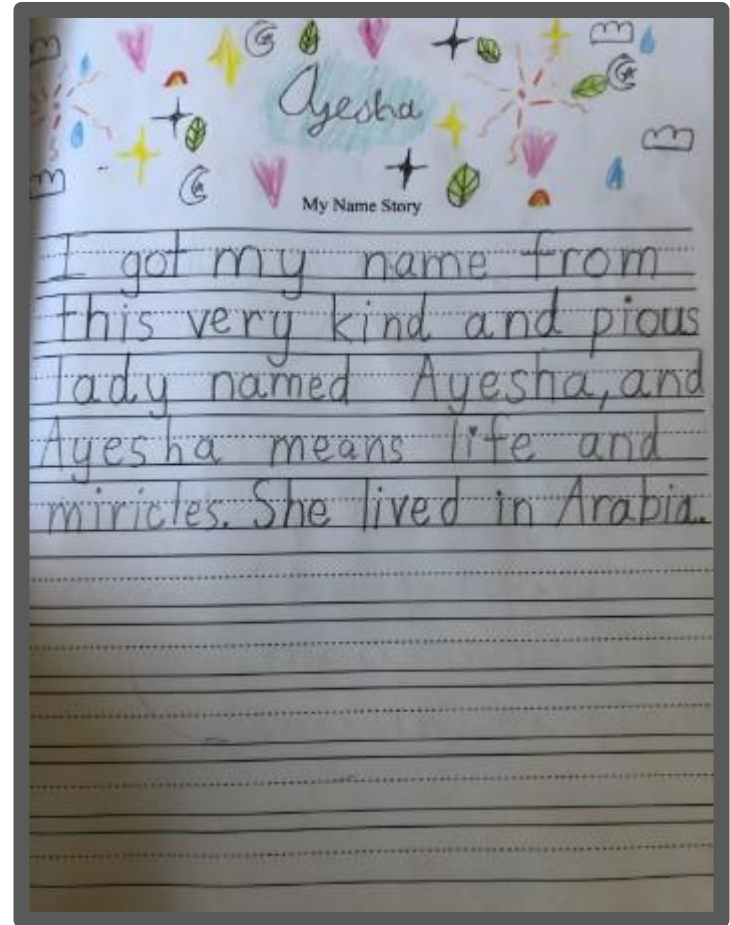 Ayesha
My Name Story
I got my name from
this very kind and pious
lady named Ayesha, and
Ayesha means life and
miricles. She lived in Arabia.